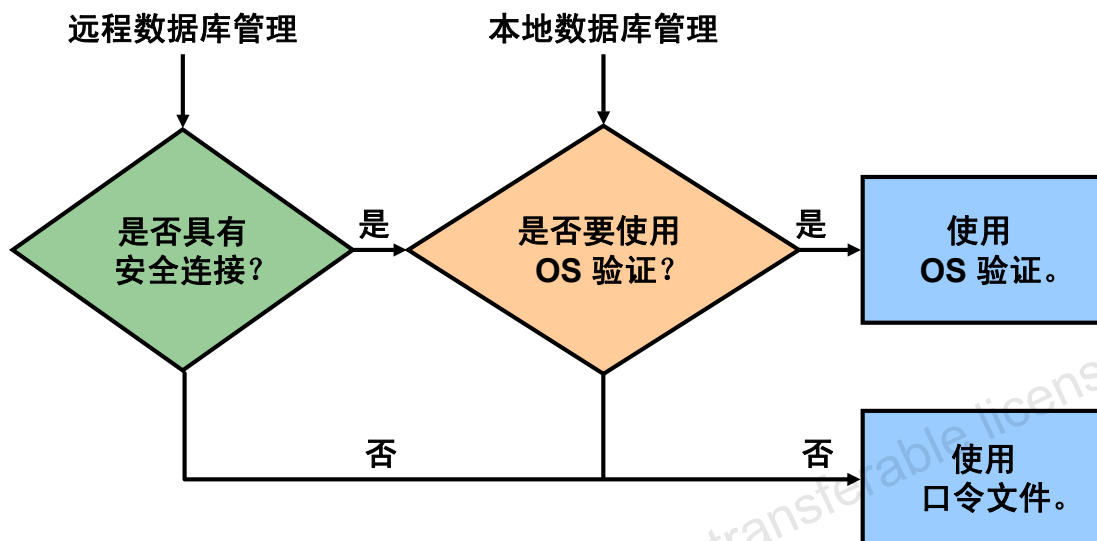 远程数据库管理
本地数据库管理
是否具有
安全连接？
是
是否要使用
OS 验证？
是
使用
OS 验证。
否
否
使用
口令文件。
transferable licens